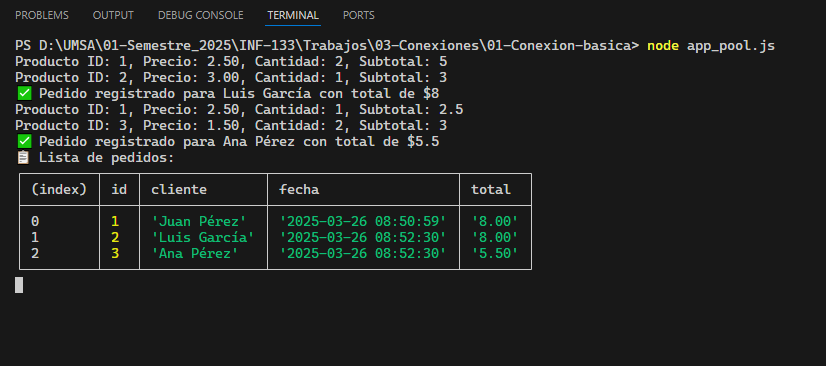 PROBLEMS OUTPUT DEBUG CONSOLE TERMINAL PORTS
PS D:\UMSA\01-Semestre_2025\INF-133\Trabajos\03-Conexiones\01-Conexion-basica> node app_pool.js
Producto ID: 1, Precio: 2.50, Cantidad: 2, Subtotal: 5
Producto ID: 2, Precio: 3.00, Cantidad: 1, Subtotal: 3
✅ Pedido registrado para Luis García con total de $8
Producto ID: 1, Precio: 2.50, Cantidad: 1, Subtotal: 2.5
Producto ID: 3, Precio: 1.50, Cantidad: 2, Subtotal: 3
✅ Pedido registrado para Ana Pérez con total de $5.5
📋 Lista de pedidos:
(index) id cliente fecha total
0 1 'Juan Pérez' '2025-03-26 08:50:59' '8.00'
1 2 'Luis García' '2025-03-26 08:52:30' '8.00'
2 3 'Ana Pérez' '2025-03-26 08:52:30' '5.50'